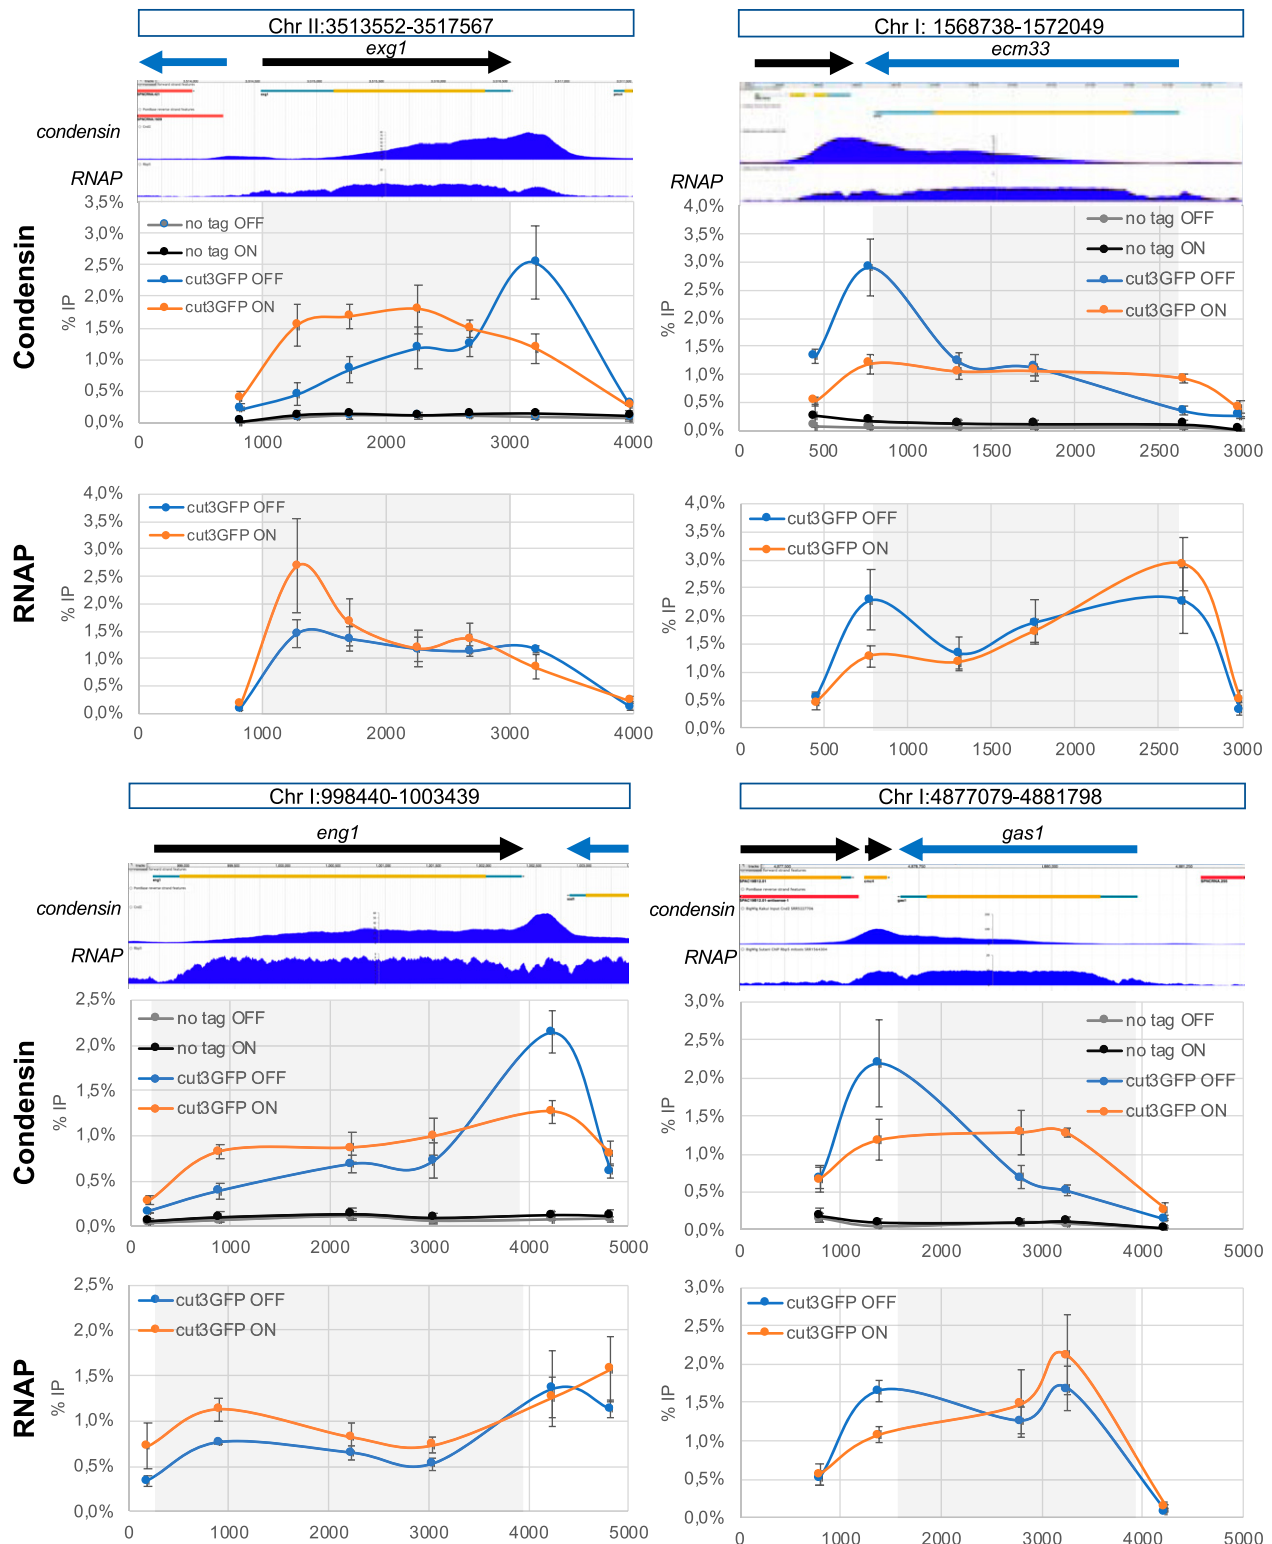 Chr II:3513552-3517567
exg1
condensin
RNAP
Condensin
% IP
3,5%
3,0%
2,5%
2,0%
1,5%
1,0%
0,5%
0,0%
no tag OFF
no tag ON
cut3GFP OFF
cut3GFP ON
0 1000 2000 3000 4000
Chr I: 1568738-1572049
ecm33
RNAP
% IP
4,0%
3,5%
3,0%
2,5%
2,0%
1,5%
1,0%
0,5%
0,0%
no tag OFF
no tag ON
cut3GFP OFF
cut3GFP ON
0 500 1000 1500 2000 2500 3000
RNAP
% IP
4,0%
3,5%
3,0%
2,5%
2,0%
1,5%
1,0%
0,5%
0,0%
cut3GFP OFF
cut3GFP ON
0 1000 2000 3000 4000
% IP
4,0%
3,5%
3,0%
2,5%
2,0%
1,5%
1,0%
0,5%
0,0%
cut3GFP OFF
cut3GFP ON
0 500 1000 1500 2000 2500 3000
Chr I:998440-1003439
eng1
condensin
RNAP
Condensin
% IP
2,5%
2,0%
1,5%
1,0%
0,5%
0,0%
no tag OFF
no tag ON
cut3GFP OFF
cut3GFP ON
0 1000 2000 3000 4000 5000
Chr I:4877079-4881798
gas1
condensin
RNAP
% IP
3,0%
2,5%
2,0%
1,5%
1,0%
0,5%
0,0%
no tag OFF
no tag ON
cut3GFP OFF
cut3GFP ON
0 1000 2000 3000 4000 5000
RNAP
% IP
2,5%
2,0%
1,5%
1,0%
0,5%
0,0%
cut3GFP OFF
cut3GFP ON
0 1000 2000 3000 4000 5000
% IP
3,0%
2,5%
2,0%
1,5%
1,0%
0,5%
0,0%
cut3GFP OFF
cut3GFP ON
0 1000 2000 3000 4000 5000